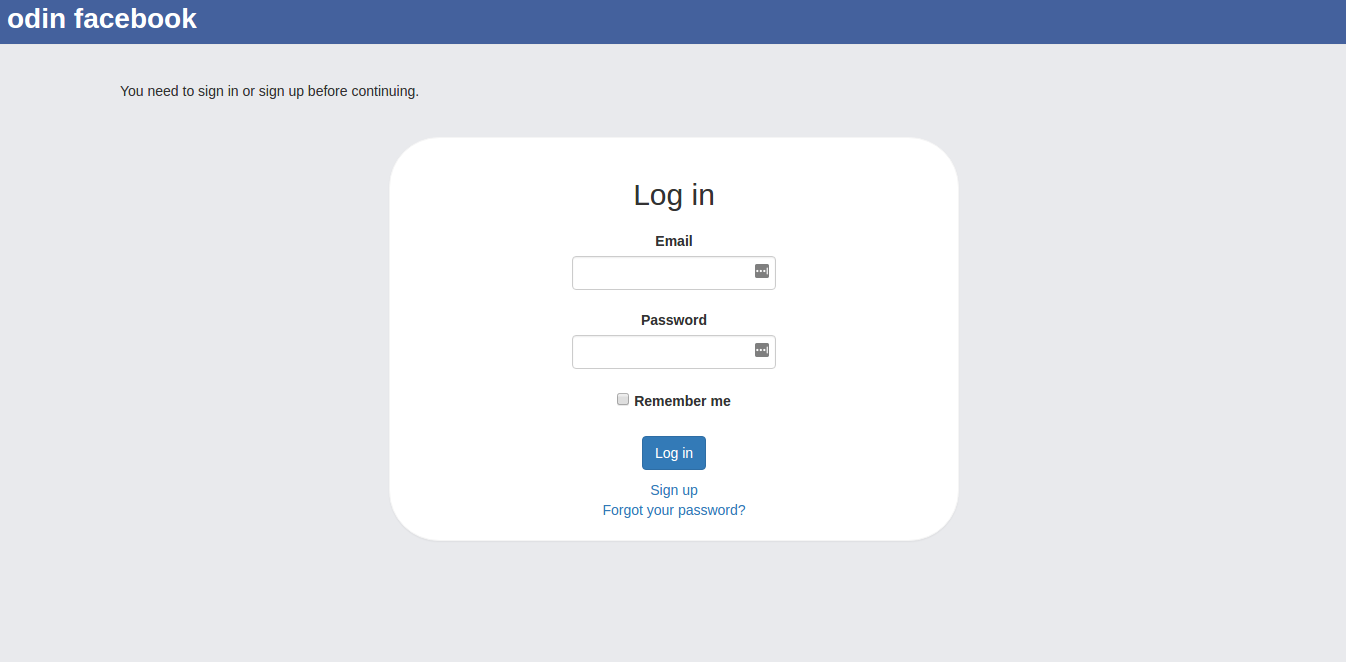 odin facebook
You need to sign in or sign up before continuing.
Log in
Email
Password
Remember me
Log in
Sign up
Forgot your password?